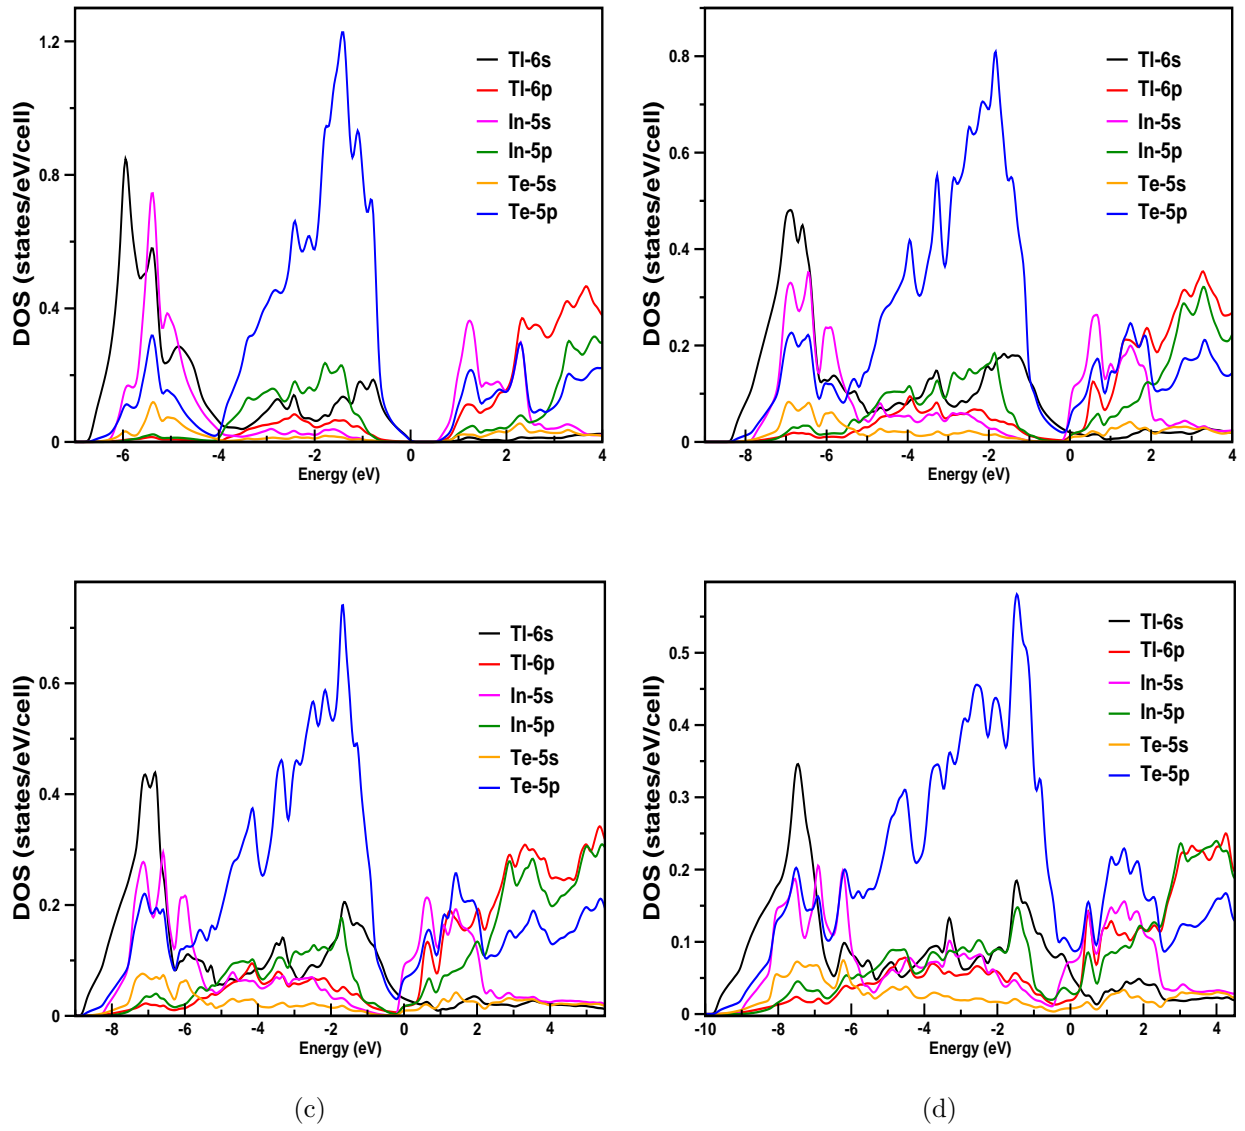 DOS (states/eV/cell)
1.2
0.8
0.4
0
-6
-4
-2
0
2
4
Energy (eV)
Tl-6s
Tl-6p
In-5s
In-5p
Te-5s
Te-5p
DOS (states/eV/cell)
0.8
0.6
0.4
0.2
0
-8
-6
-4
-2
0
2
4
Energy (eV)
Tl-6s
Tl-6p
In-5s
In-5p
Te-5s
Te-5p
DOS (states/eV/cell)
0.6
0.4
0.2
0
-8
-6
-4
-2
0
2
4
Energy (eV)
Tl-6s
Tl-6p
In-5s
In-5p
Te-5s
Te-5p
(c)
DOS (states/eV/cell)
0.5
0.4
0.3
0.2
0.1
0
-10
-8
-6
-4
-2
0
2
4
Energy (eV)
Tl-6s
Tl-6p
In-5s
In-5p
Te-5s
Te-5p
(d)